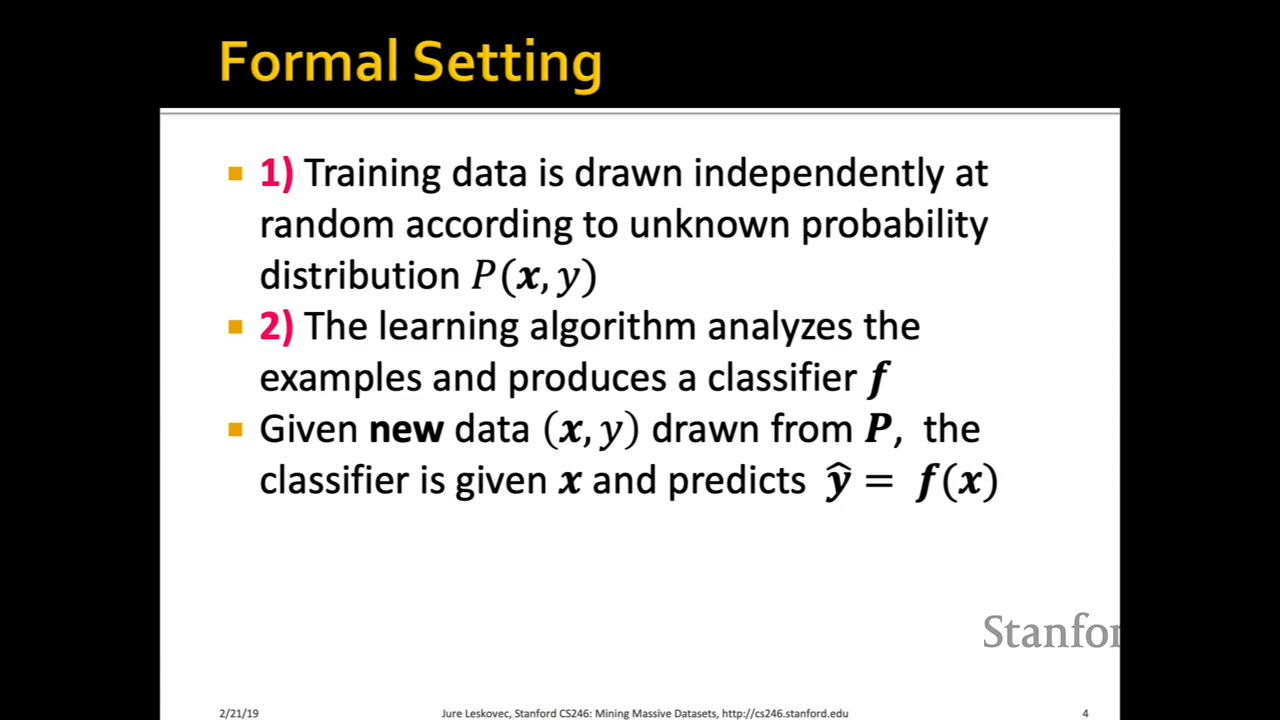 Formal Setting
▪ 1) Training data is drawn independently at
random according to unknown probability
distribution P(x, y)
▪ 2) The learning algorithm analyzes the
examples and produces a classifier f
▪ Given new data (x, y) drawn from P, the
classifier is given x and predicts ŷ = f(x)
Stanfor
2/21/19 Jure Leskovec, Stanford CS246: Mining Massive Datasets, http://cs246.stanford.edu 4